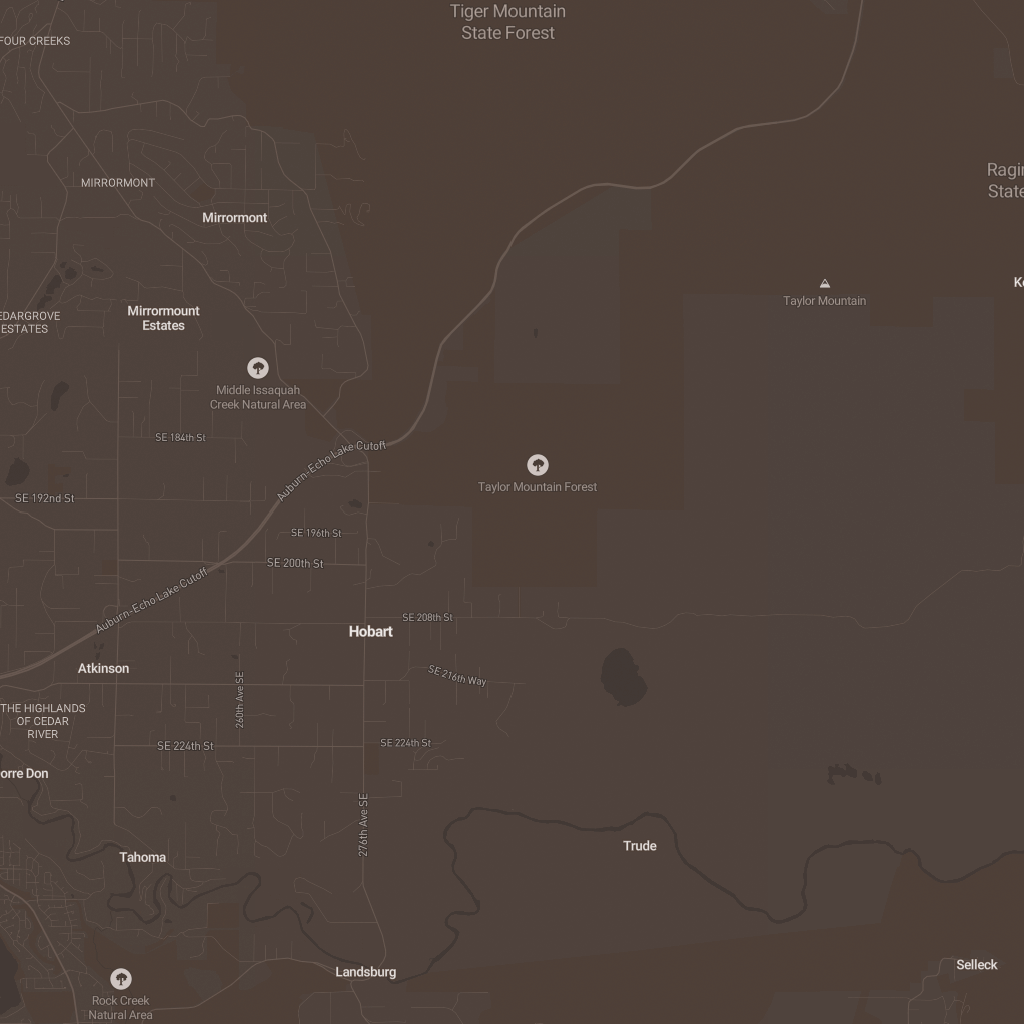 Tiger Mountain
State Forest
FOUR CREEKS
MIRRORMONT
Mirrormont
Mirrormount
Estates
ESTATES
Middle Issaquah
Creek Natural Area
Taylor Mountain
SE 184th St
Auburn-Echo Lake Cutoff
Taylor Mountain Forest
SE 192nd St
SE 196th St
SE 200th St
Auburn-Echo Lake Cutoff
SE 208th St
Hobart
Atkinson
SE 216th Way
260th Ave SE
THE HIGHLANDS
OF CEDAR
RIVER
SE 224th St
SE 224th St
276th Ave SE
Tahoma
Trude
Landsburg
Selleck
Rock Creek
Natural Area